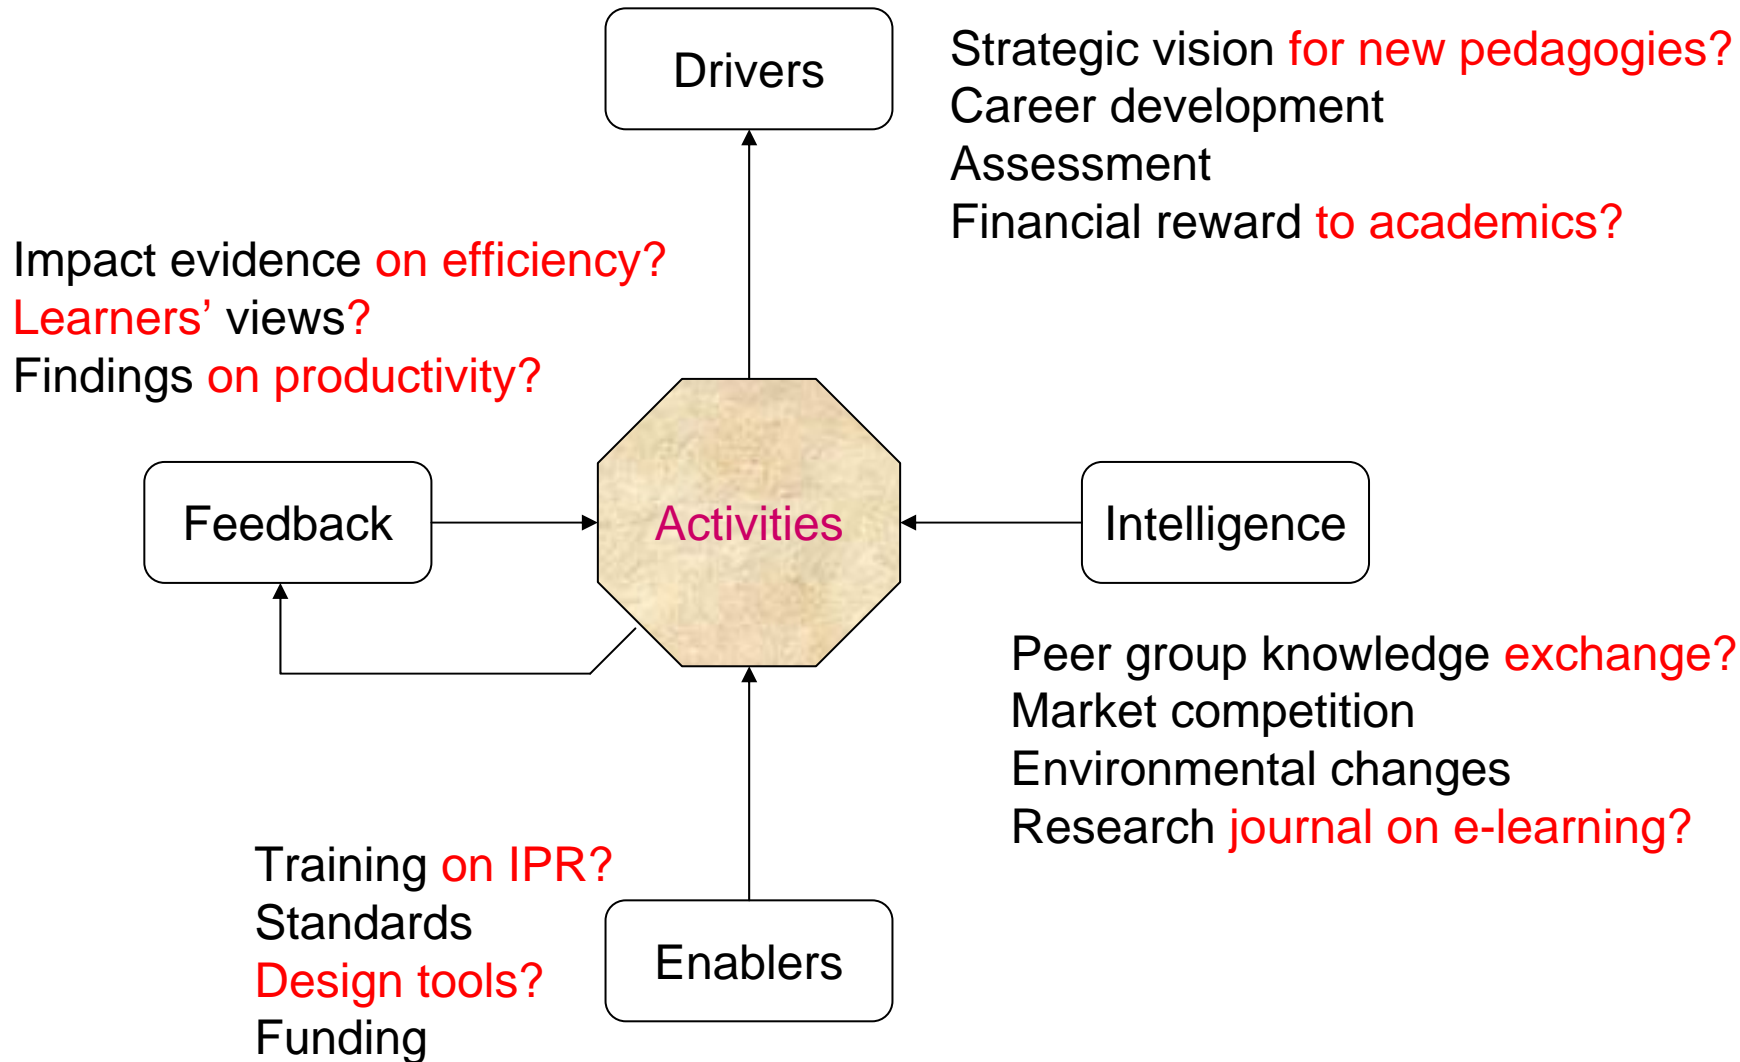 Drivers
Strategic vision for new pedagogies?
Career development
Assessment
Financial reward to academics?
Impact evidence on efficiency?
Learners’ views?
Findings on productivity?
Feedback
Activities
Intelligence
Peer group knowledge exchange?
Market competition
Environmental changes
Research journal on e-learning?
Training on IPR?
Standards
Design tools?
Funding
Enablers